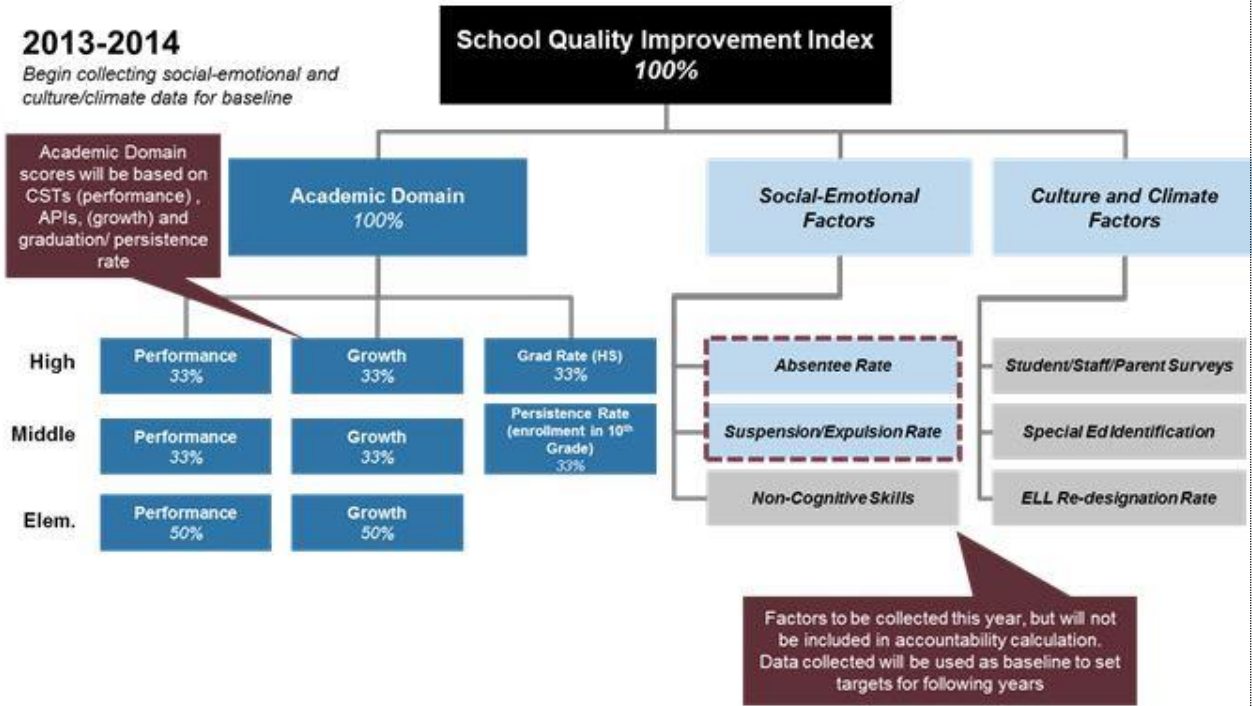 2013-2014
Begin collecting social-emotional and
culture/climate data for baseline
School Quality Improvement Index
100%
Academic Domain
scores will be based on
CSTs (performance) ,
APIs, (growth) and
graduation/ persistence
rate
Academic Domain
100%
Social-Emotional
Factors
Culture and Climate
Factors
High
Performance
33%
Growth
33%
Grad Rate (HS)
33%
Absentee Rate
Student/Staff/Parent Surveys
Middle
Performance
33%
Growth
33%
Persistence Rate
(enrollment in 10th
Grade)
33%
Suspension/Expulsion Rate
Special Ed Identification
Elem.
Performance
50%
Growth
50%
Non-Cognitive Skills
ELL Re-designation Rate
Factors to be collected this year, but will not
be included in accountability calculation.
Data collected will be used as baseline to set
targets for following years